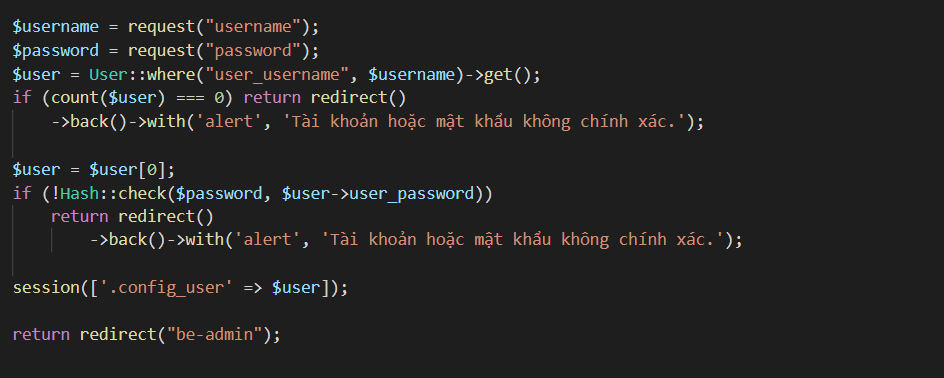 $username = request("username");
$password = request("password");
$user = User::where("user_username", $username)->get();
if (count($user) === 0) return redirect()
    ->back()->with('alert', 'Tài khoản hoặc mật khẩu không chính xác.');
$user = $user[0];
if (!Hash::check($password, $user->user_password))
    return redirect()
        ->back()->with('alert', 'Tài khoản hoặc mật khẩu không chính xác.');
session(['.config_user' => $user]);
return redirect("be-admin");